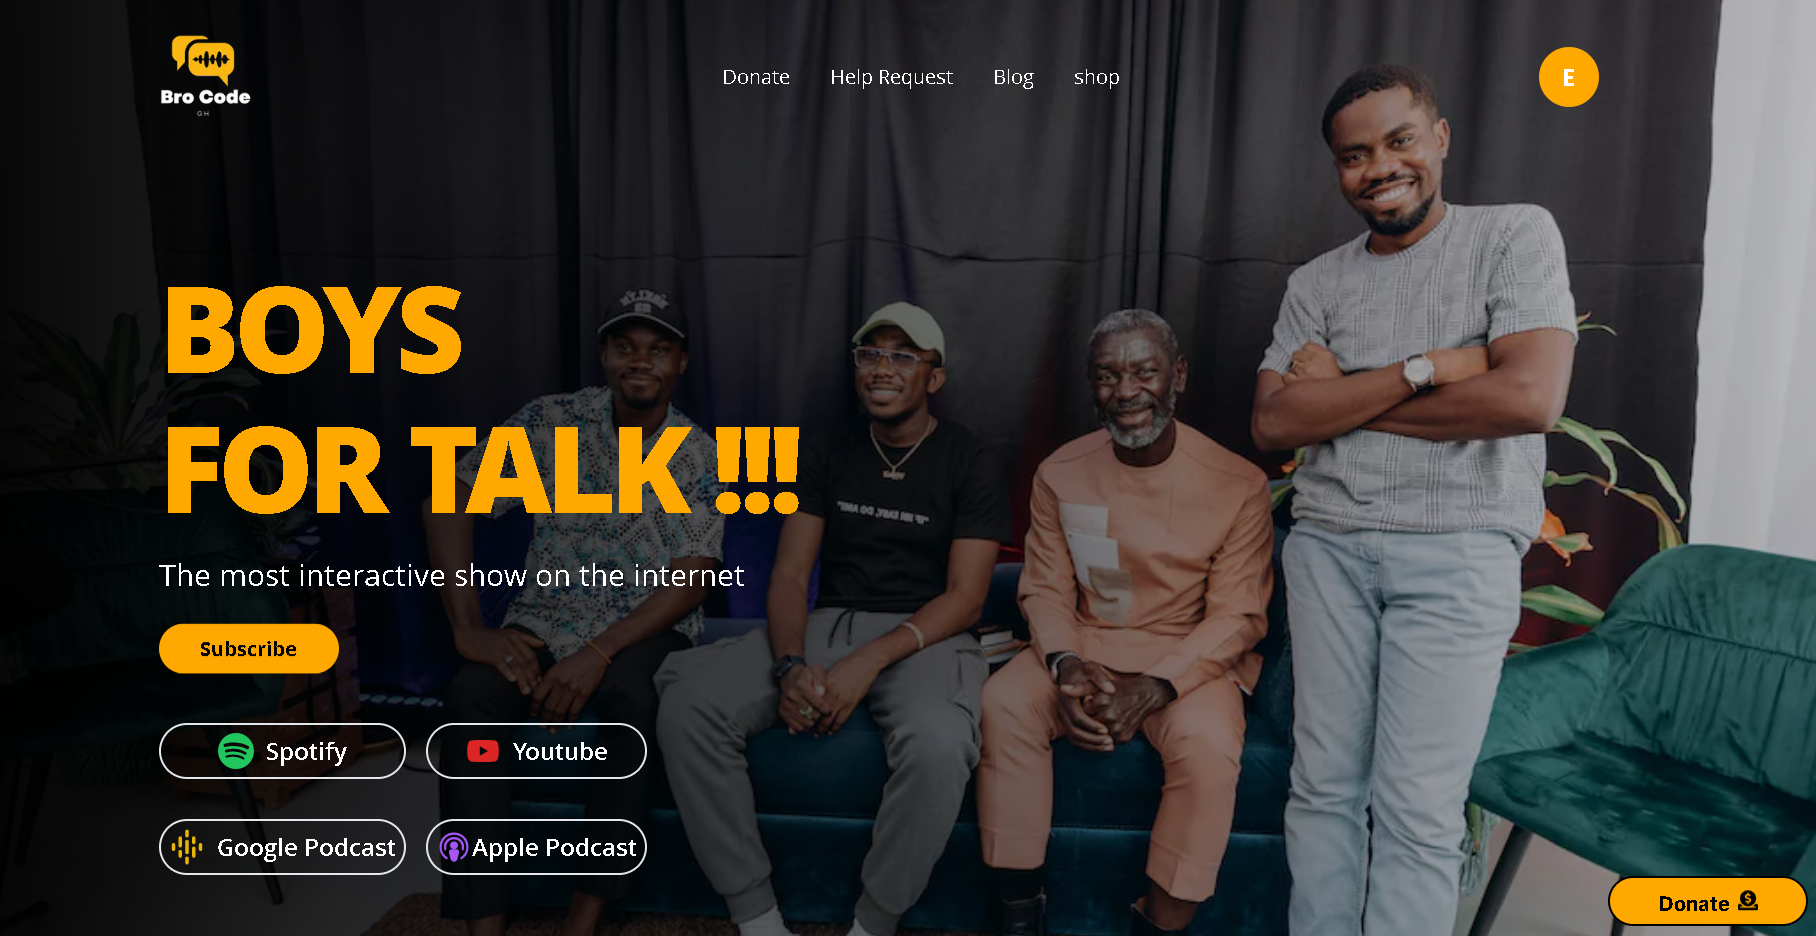 Bro Code
GH
Donate
Help Request
Blog
shop
E
BOYS
FOR TALK !!!
The most interactive show on the internet
Subscribe
Spotify
Youtube
Google Podcast
Apple Podcast
Donate